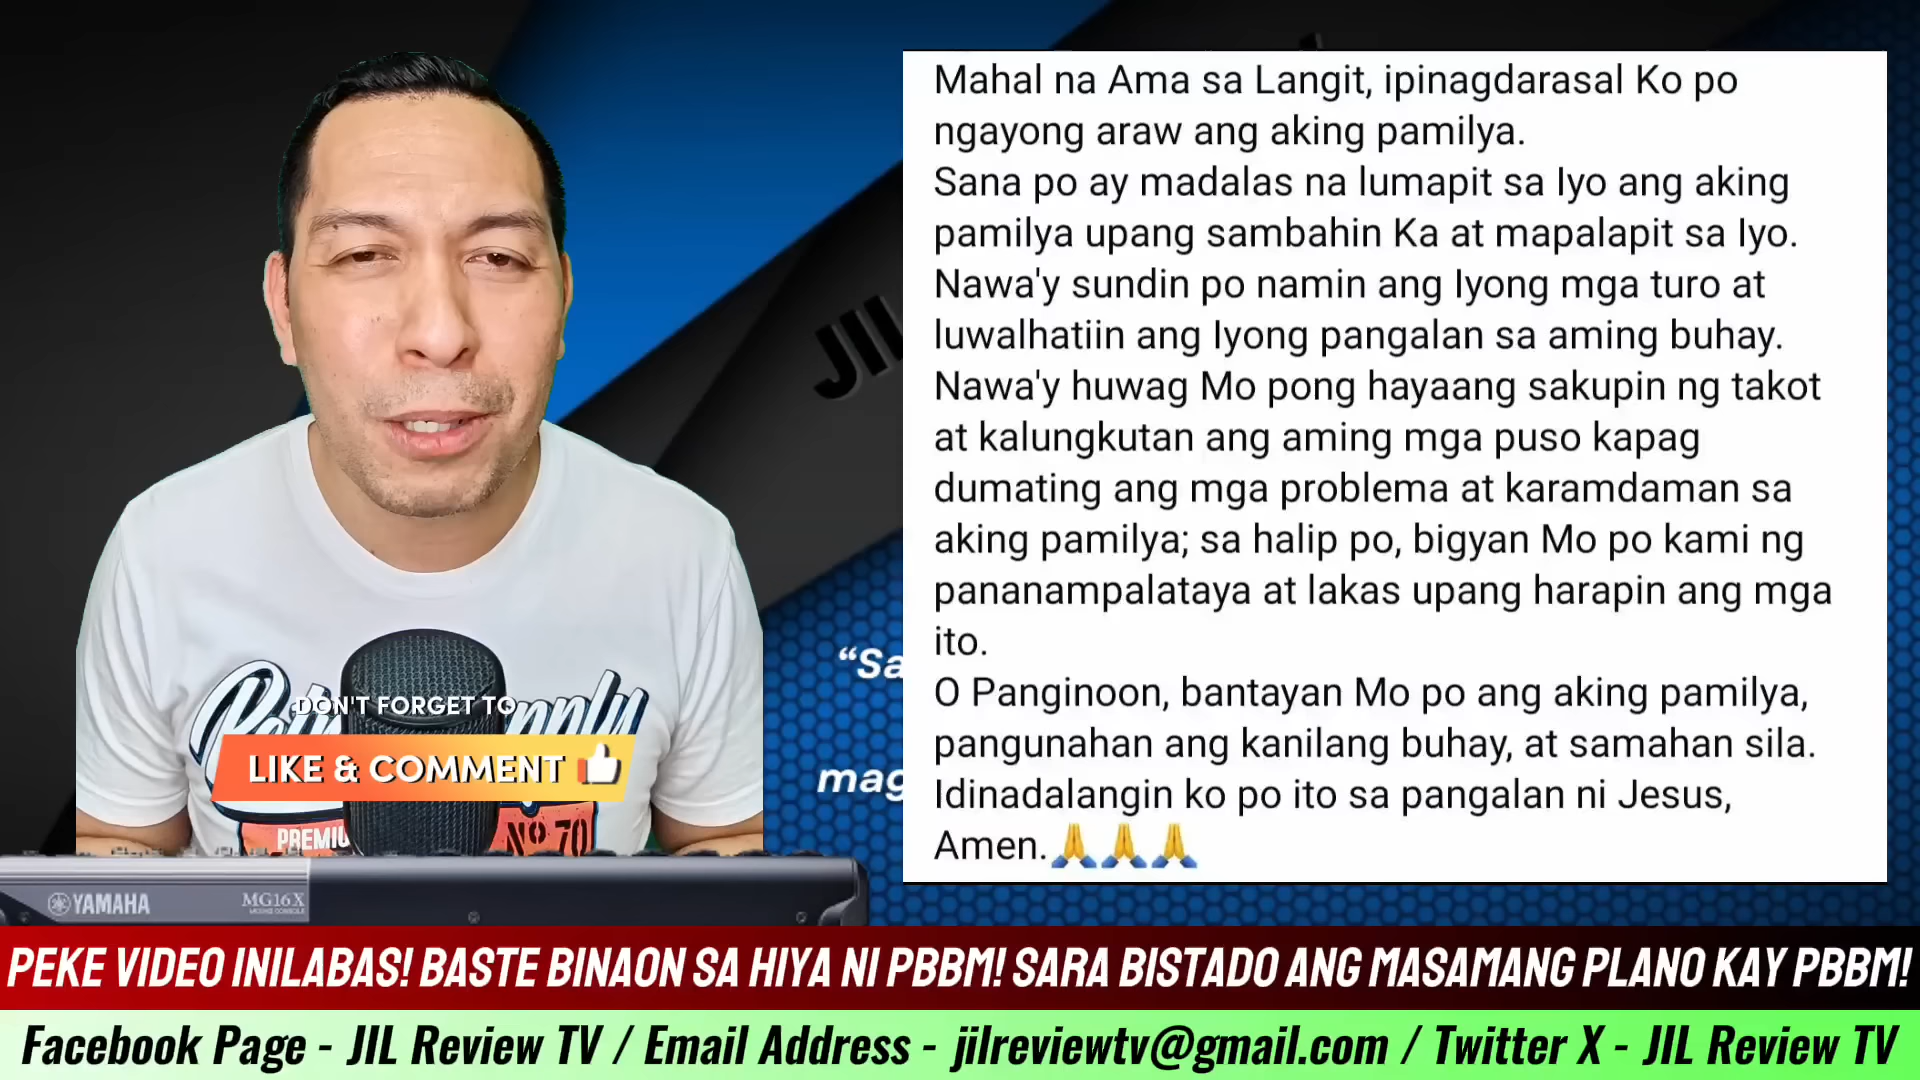 Mahal na Ama sa Langit, ipinagdarasal Ko po
ngayong araw ang aking pamilya.
Sana po ay madalas na lumapit sa Iyo ang aking
pamilya upang sambahin Ka at mapalapit sa Iyo.
Nawa'y sundin po namin ang Iyong mga turo at
luwalhatiin ang Iyong pangalan sa aming buhay.
Nawa'y huwag Mo pong hayaang sakupin ng takot
at kalungkutan ang aming mga puso kapag
dumating ang mga problema at karamdaman sa
aking pamilya; sa halip po, bigyan Mo po kami ng
pananampalataya at lakas upang harapin ang mga
ito.
O Panginoon, bantayan Mo po ang aking pamilya,
pangunahan ang kanilang buhay, at samahan sila.
Idinadalangin ko po ito sa pangalan ni Jesus,
Amen.🙏🙏🙏
JIL
“Sa
mag
DON'T FORGET TO
LIKE & COMMENT 👍
Nº 70
YAMAHA
MG16X
MIXING CONSOLE
PEKE VIDEO INILABAS! BASTE BINAON SA HIYA NI PBBM! SARA BISTADO ANG MASAMANG PLANO KAY PBBM!
Facebook Page - JIL Review TV / Email Address - jilreviewtv@gmail.com / Twitter X - JIL Review TV